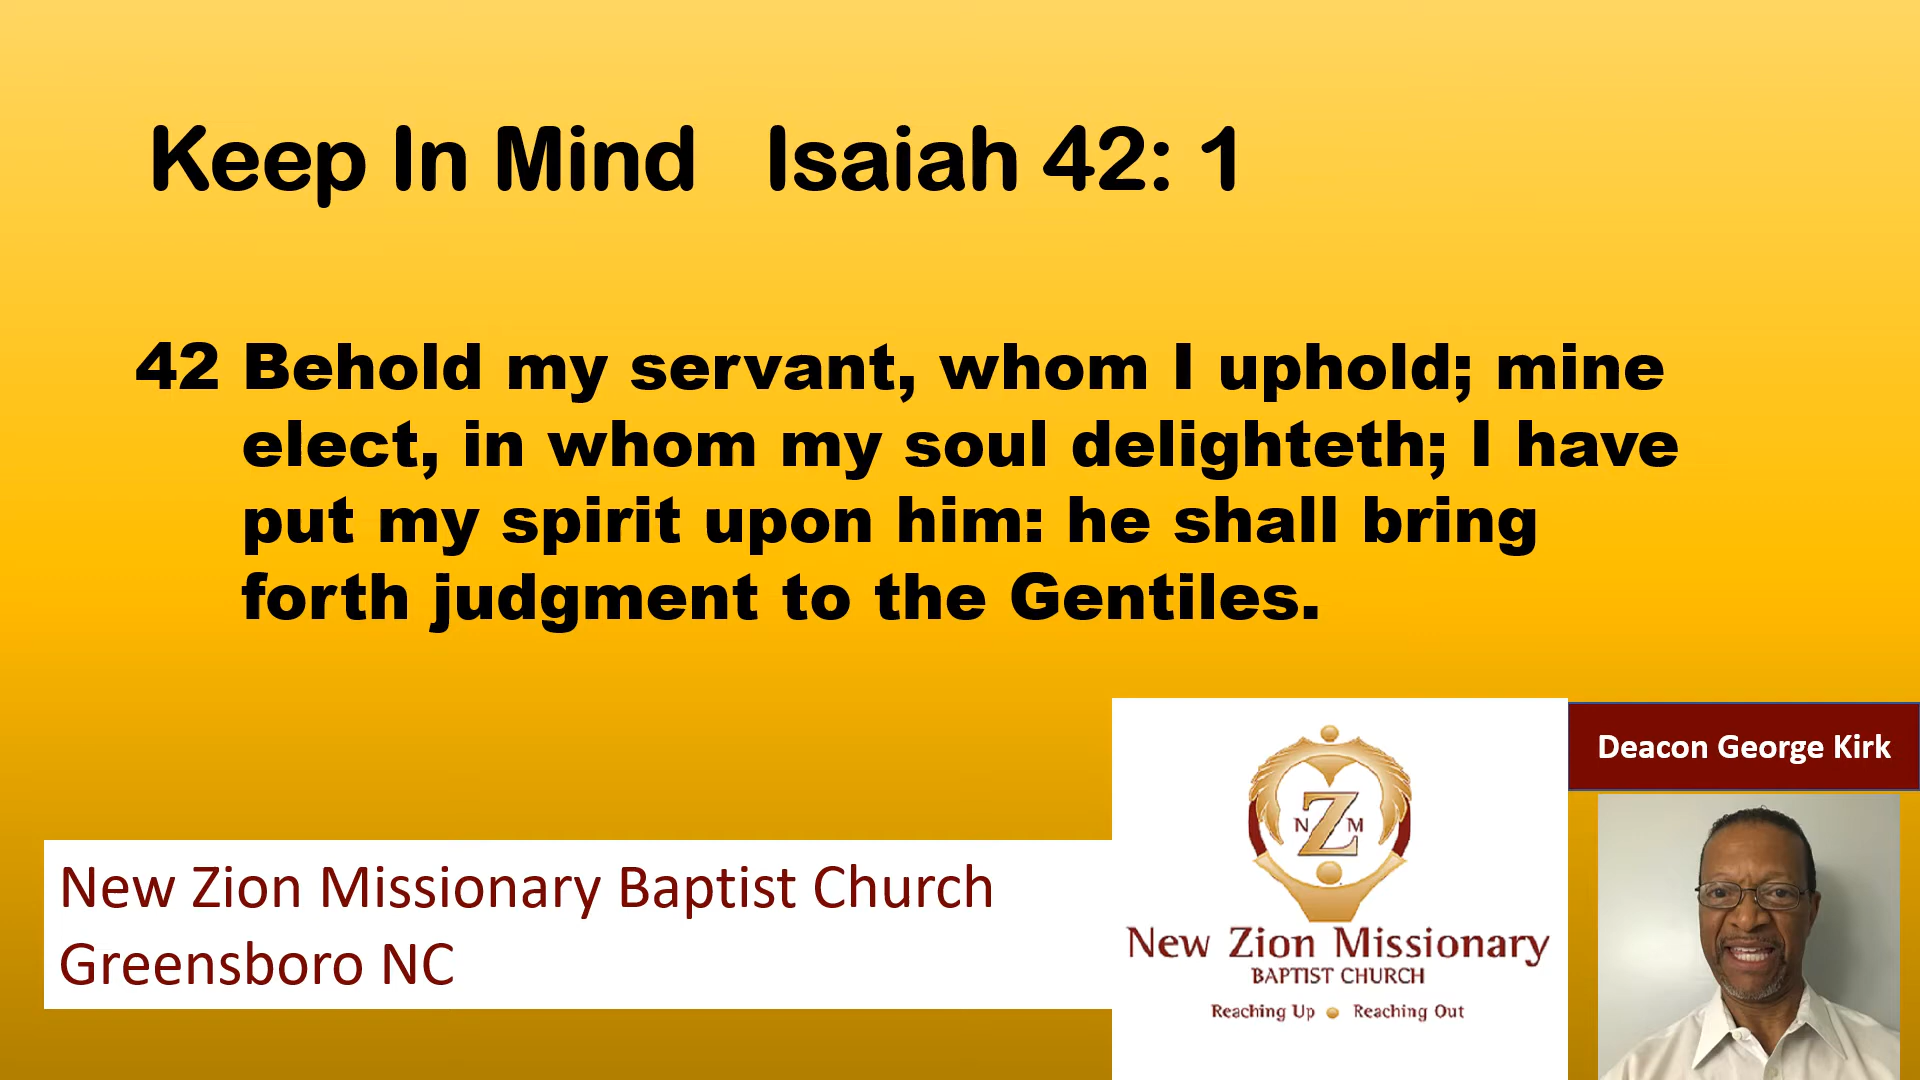 Keep In Mind Isaiah 42: 1
42 Behold my servant, whom I uphold; mine
elect, in whom my soul delighteth; I have
put my spirit upon him: he shall bring
forth judgment to the Gentiles.
New Zion Missionary Baptist Church
Greensboro NC
N Z M
New Zion Missionary
BAPTIST CHURCH
Reaching Up Reaching Out
Deacon George Kirk